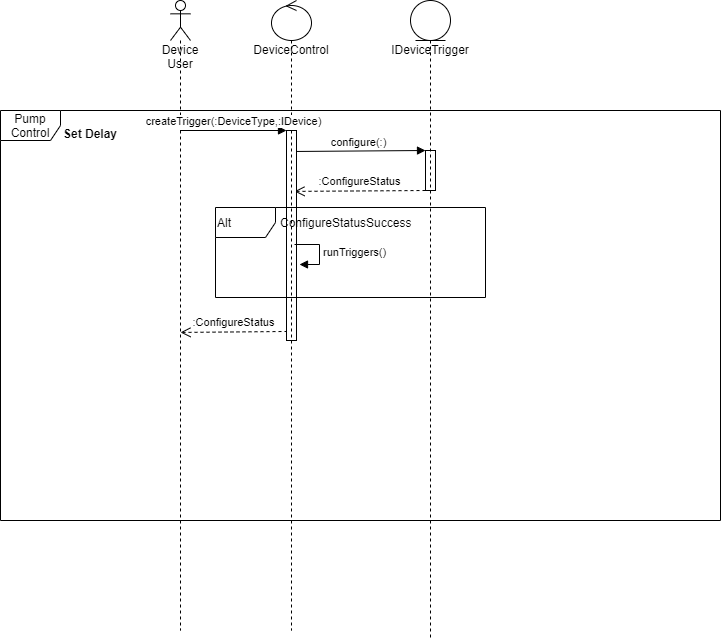 Device
User
DeviceControl
IDeviceTrigger
Pump
Control
Set Delay
createTrigger(:DeviceType,:IDevice)
configure(:)
:ConfigureStatus
Alt
ConfigureStatusSuccess
runTriggers()
:ConfigureStatus